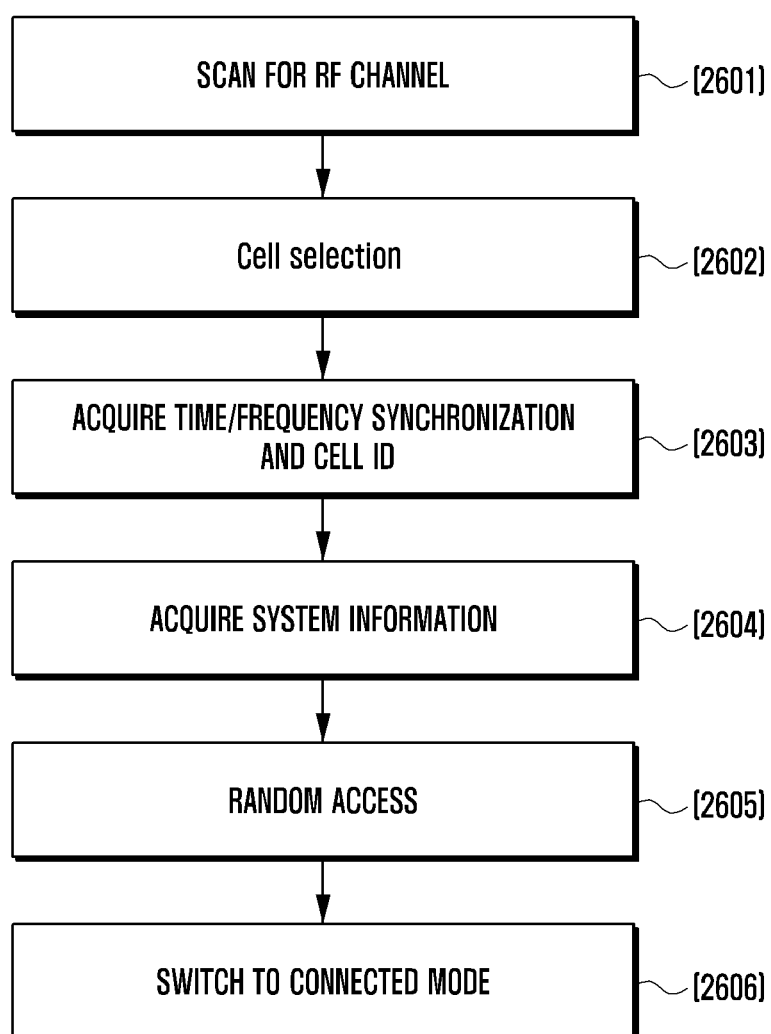 SCAN FOR RF CHANNEL
[2601]
Cell selection
[2602]
ACQUIRE TIME/FREQUENCY SYNCHRONIZATION
AND CELL ID
[2603]
ACQUIRE SYSTEM INFORMATION
[2604]
RANDOM ACCESS
[2605]
SWITCH TO CONNECTED MODE
[2606]